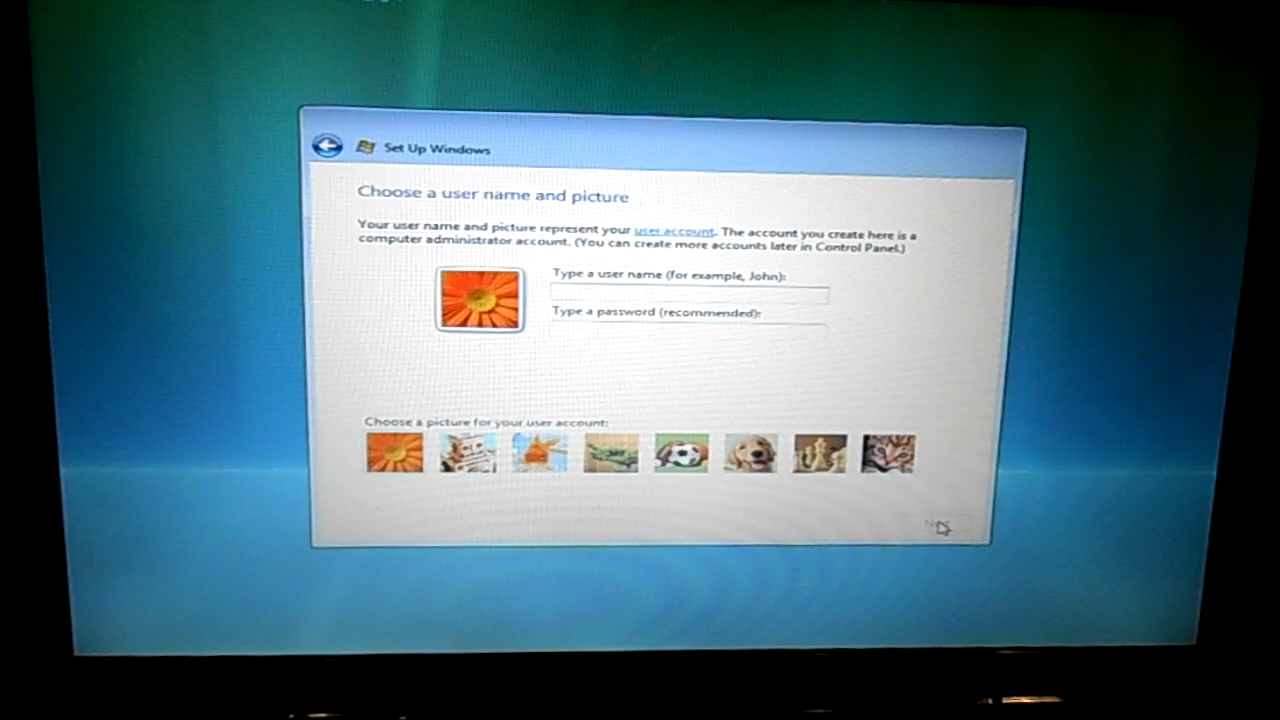 Set Up Windows
Choose a user name and picture
Your user name and picture represent your user account. The account you create here is a
computer administrator account. (You can create more accounts later in Control Panel.)
Type a user name (for example, John):
Type a password (recommended):
Choose a picture for your user account: